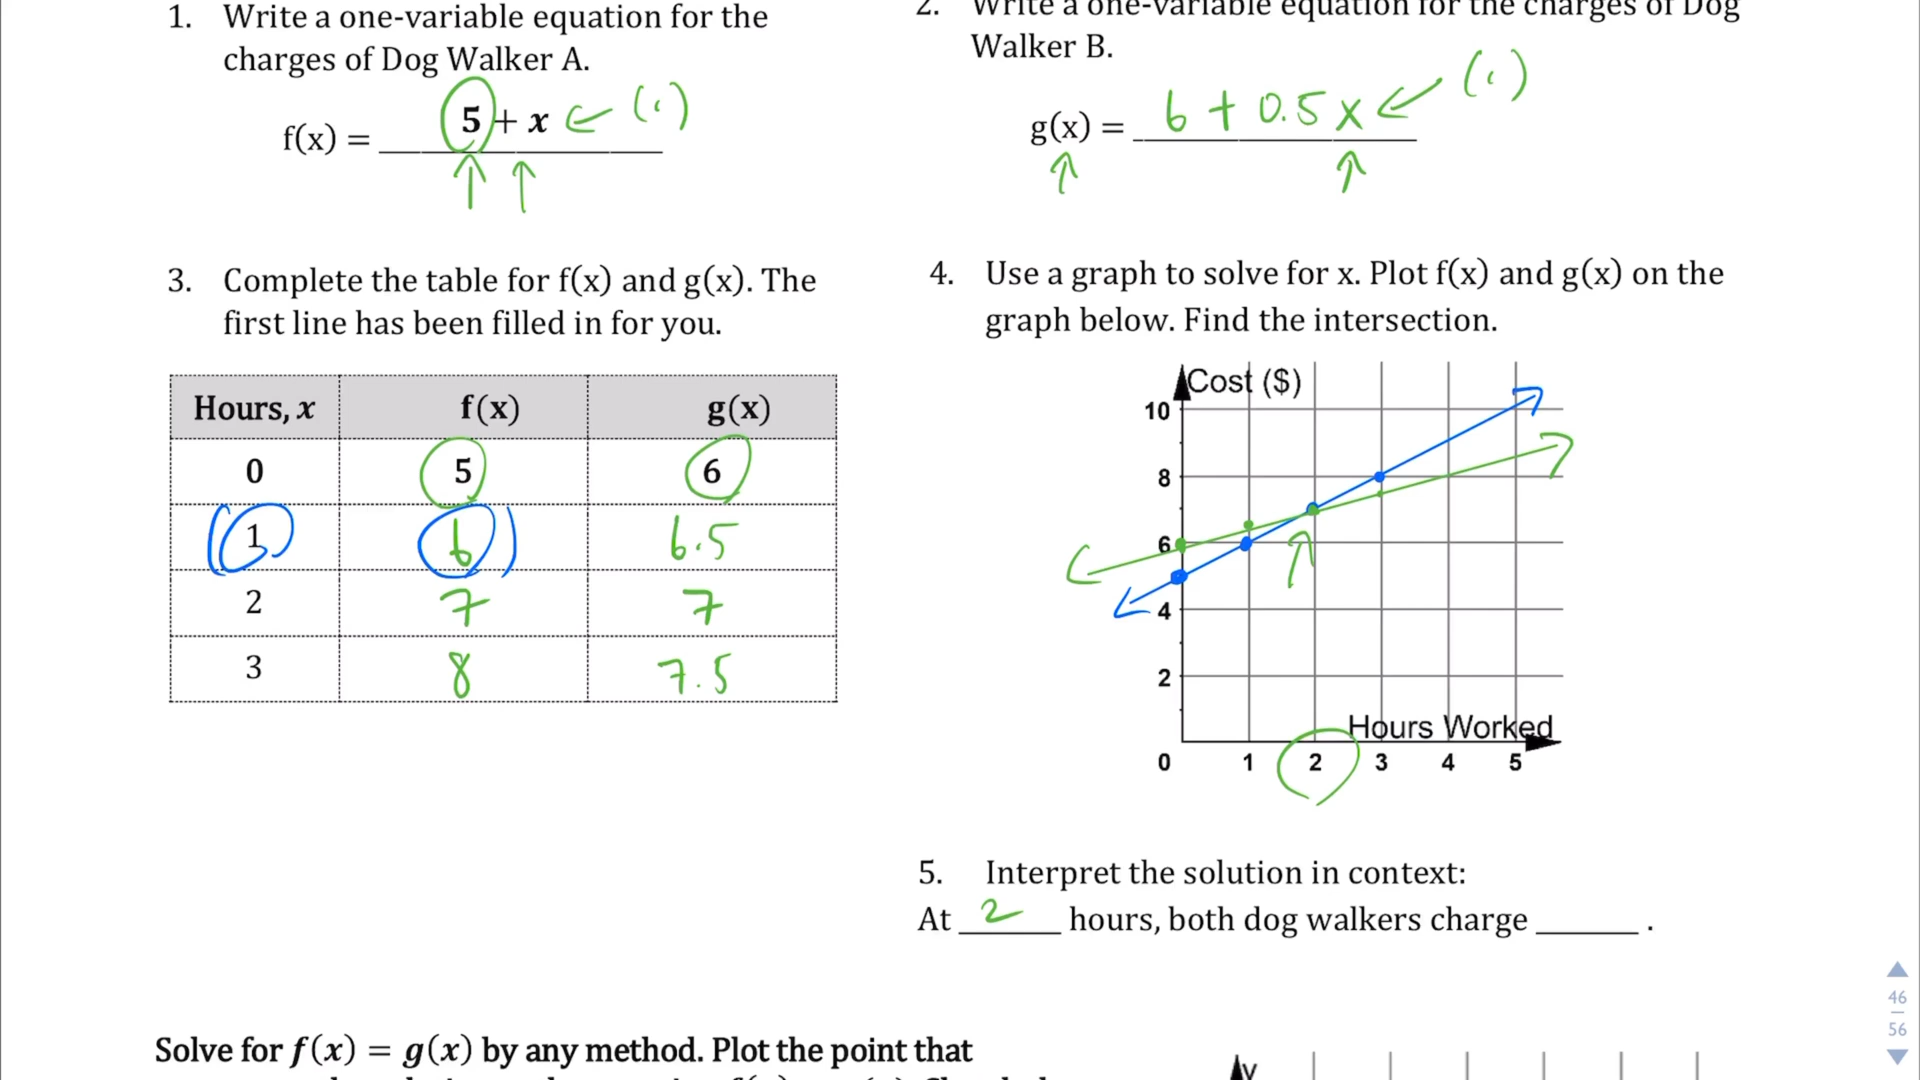 1. Write a one-variable equation for the
charges of Dog Walker A.
f(x) = 5 + x ← (1)
2. Write a one-variable equation for the charges of Dog
Walker B.
g(x) = 6 + 0.5x ← (1)
3. Complete the table for f(x) and g(x). The
first line has been filled in for you.
Hours, x f(x) g(x)
0 5 6
(1 6) 6.5
2 7 7
3 8 7.5
4. Use a graph to solve for x. Plot f(x) and g(x) on the
graph below. Find the intersection.
Cost ($)
10
8
6
4
2
Hours Worked
0 1 2 3 4 5
5. Interpret the solution in context:
At 2 hours, both dog walkers charge ______ .
Solve for f(x) = g(x) by any method. Plot the point that
y
46
56